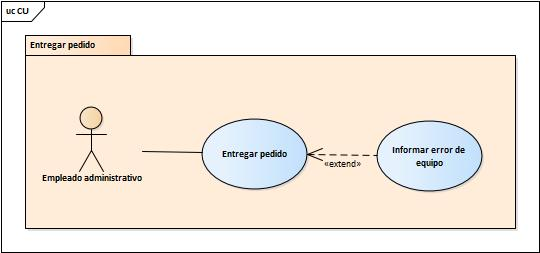 uc CU
Entregar pedido
Empleado administrativo
Entregar pedido
«extend»
Informar error de
equipo